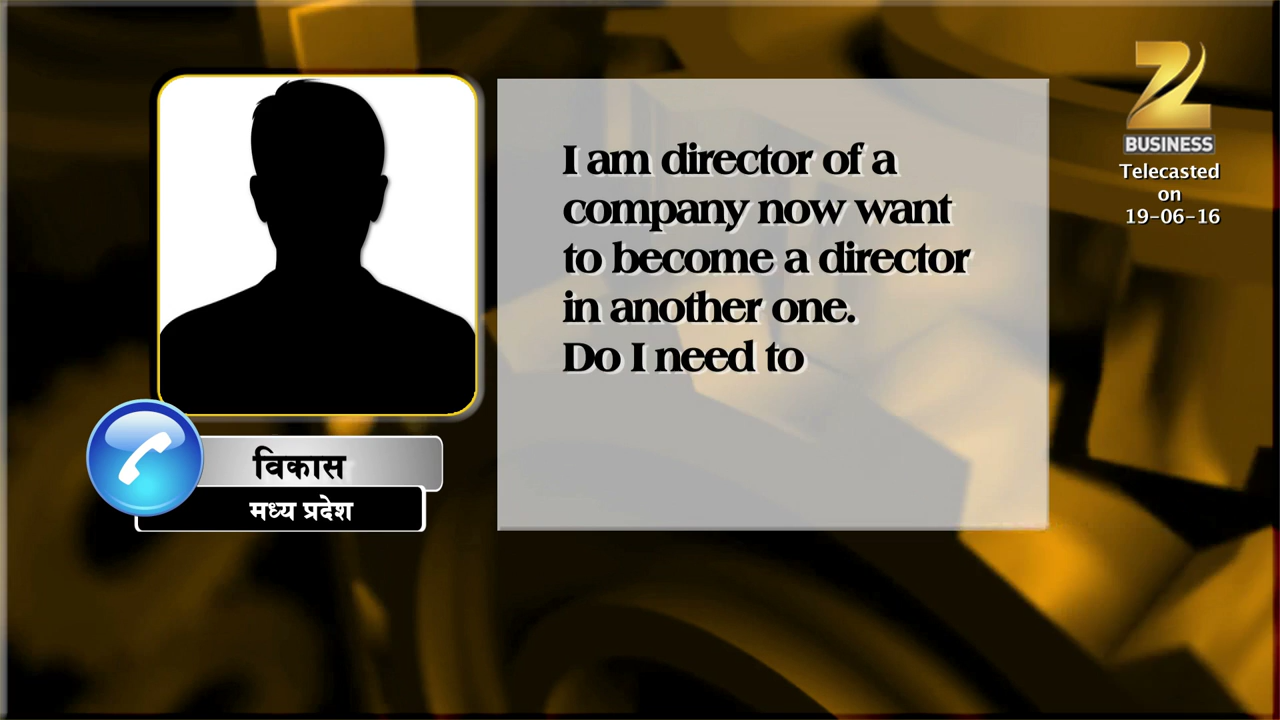 I am director of a
company now want
to become a director
in another one.
Do I need to
विकास
मध्य प्रदेश
Z
BUSINESS
Telecasted
on
19-06-16